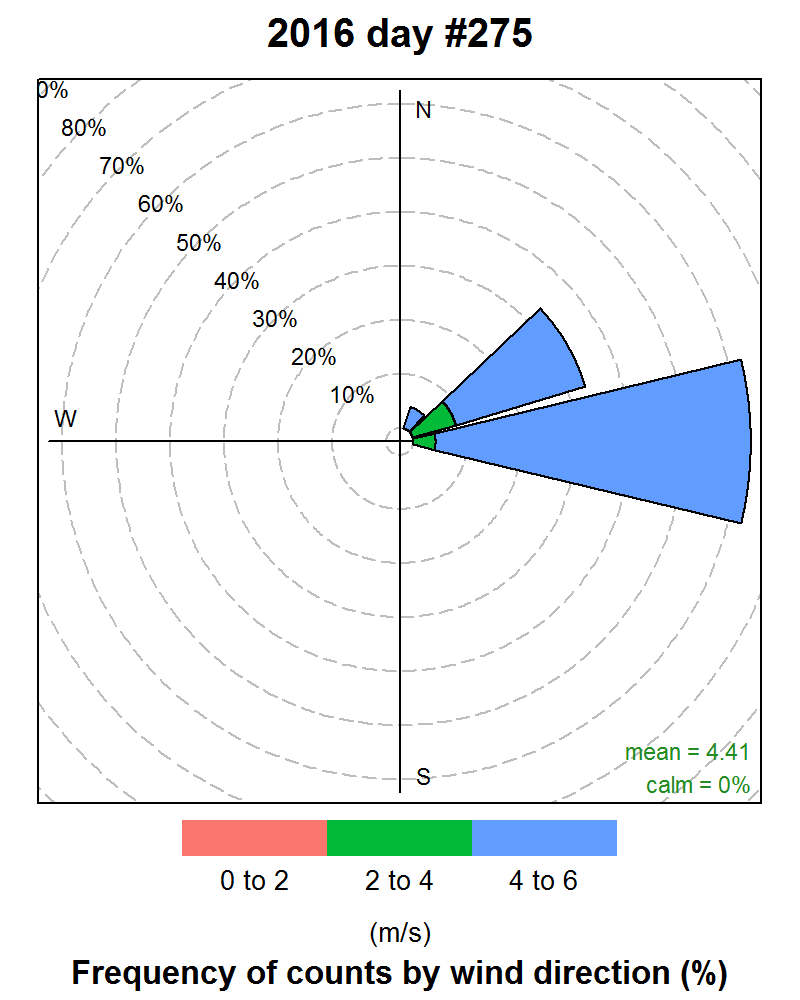 2016 day #275
0%
80%
70%
60%
50%
40%
30%
20%
10%
N
W
S
mean = 4.41
calm = 0%
0 to 2
2 to 4
4 to 6
(m/s)
Frequency of counts by wind direction (%)